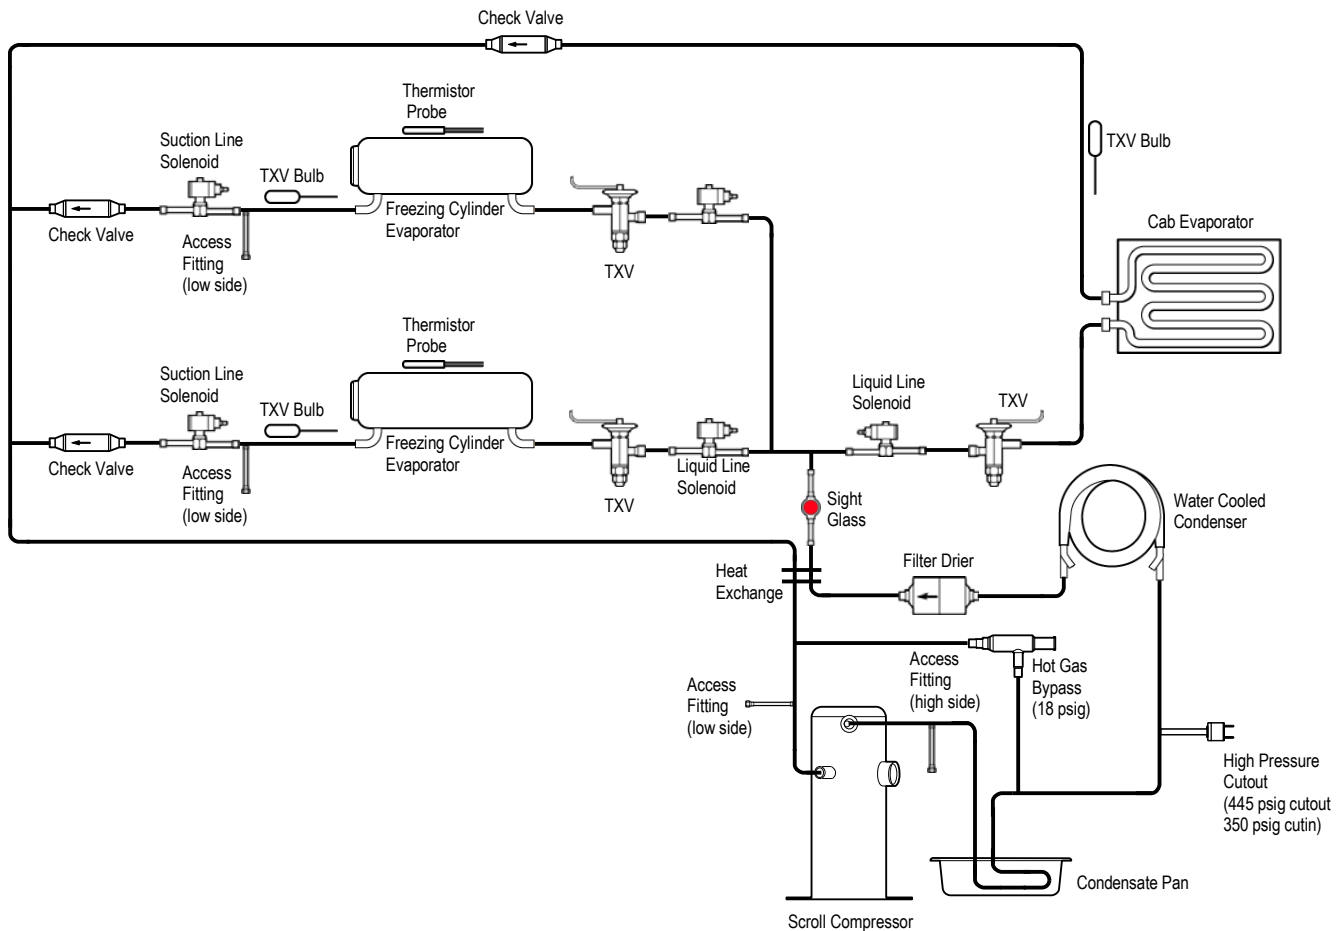 Check Valve
Thermistor
Probe
Suction Line
Solenoid
TXV Bulb
TXV Bulb
Check Valve
Freezing Cylinder
Evaporator
Access
Fitting
(low side)
TXV
Cab Evaporator
Thermistor
Probe
Suction Line
Solenoid
TXV Bulb
Liquid Line
Solenoid
TXV
Check Valve
Freezing Cylinder
Evaporator
Access
Fitting
(low side)
TXV
Liquid Line
Solenoid
Sight
Glass
Water Cooled
Condenser
Heat
Exchange
Filter Drier
Access
Fitting
(high side)
Hot Gas
Bypass
(18 psig)
Access
Fitting
(low side)
High Pressure
Cutout
(445 psig cutout
350 psig cutin)
Condensate Pan
Scroll Compressor